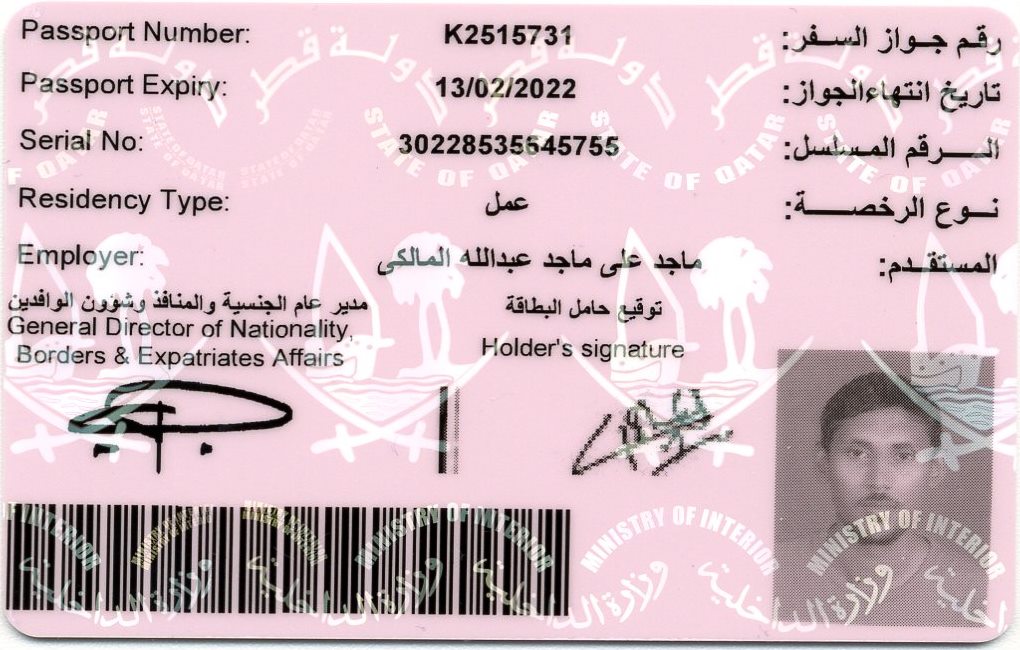 Passport Number: K2515731 رقم جواز السفر:
Passport Expiry: 13/02/2022 تاريخ انتهاءالجواز:
Serial No: 30228535645755 الرقم المسلسل:
Residency Type: عمل نوع الرخصة:
Employer: ماجد على ماجد عبدالله المالكى المستقدم:
مدير عام الجنسية والمنافذ وشؤون الوافدين
General Director of Nationality,
Borders & Expatriates Affairs
توقيع حامل البطاقة
Holder's signature
دولة قطر
STATE OF QATAR
MINISTRY OF INTERIOR
وزارة الداخلية